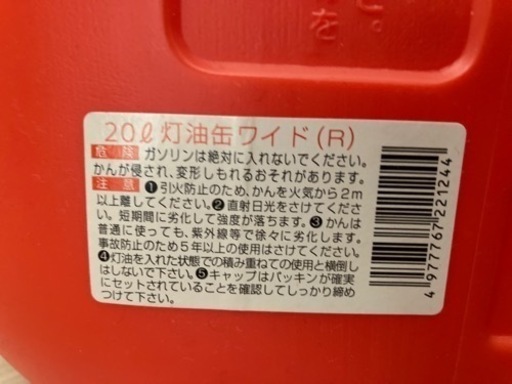 を
20ℓ灯油缶ワイド(R)
危険 ガソリンは絶対に入れないでください。
かんが侵され、変形しもれるおそれがあります。
注意 ❶引火防止のため、かんを火気から2m
以上離してください。❷直射日光をさけてくださ
い。短期間に劣化して強度が落ちます。❸かんは
普通に使っても、紫外線等で徐々に劣化します。
事故防止のため5年以上の使用はさけてください。
❹灯油を入れた状態での積み重ねての使用と横倒し
はしないで下さい。❺キャップはパッキンが確実
にセットされていることを確認してしっかり締め
つけて下さい。
4977767221244